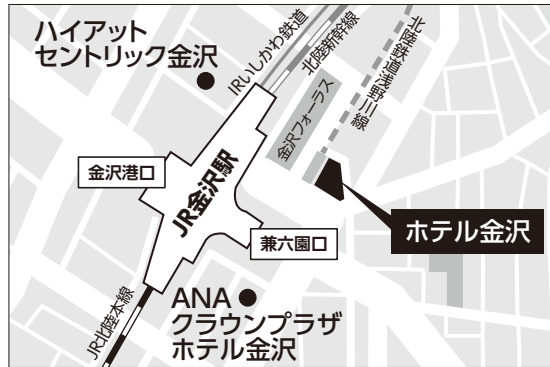 ハイアット
セントリック金沢
IRいしかわ鉄道
北陸新幹線
北陸鉄道浅野川線
金沢フォーラス
金沢港口
JR金沢駅
ホテル金沢
兼六園口
ANA
クラウンプラザ
ホテル金沢
JR北陸本線